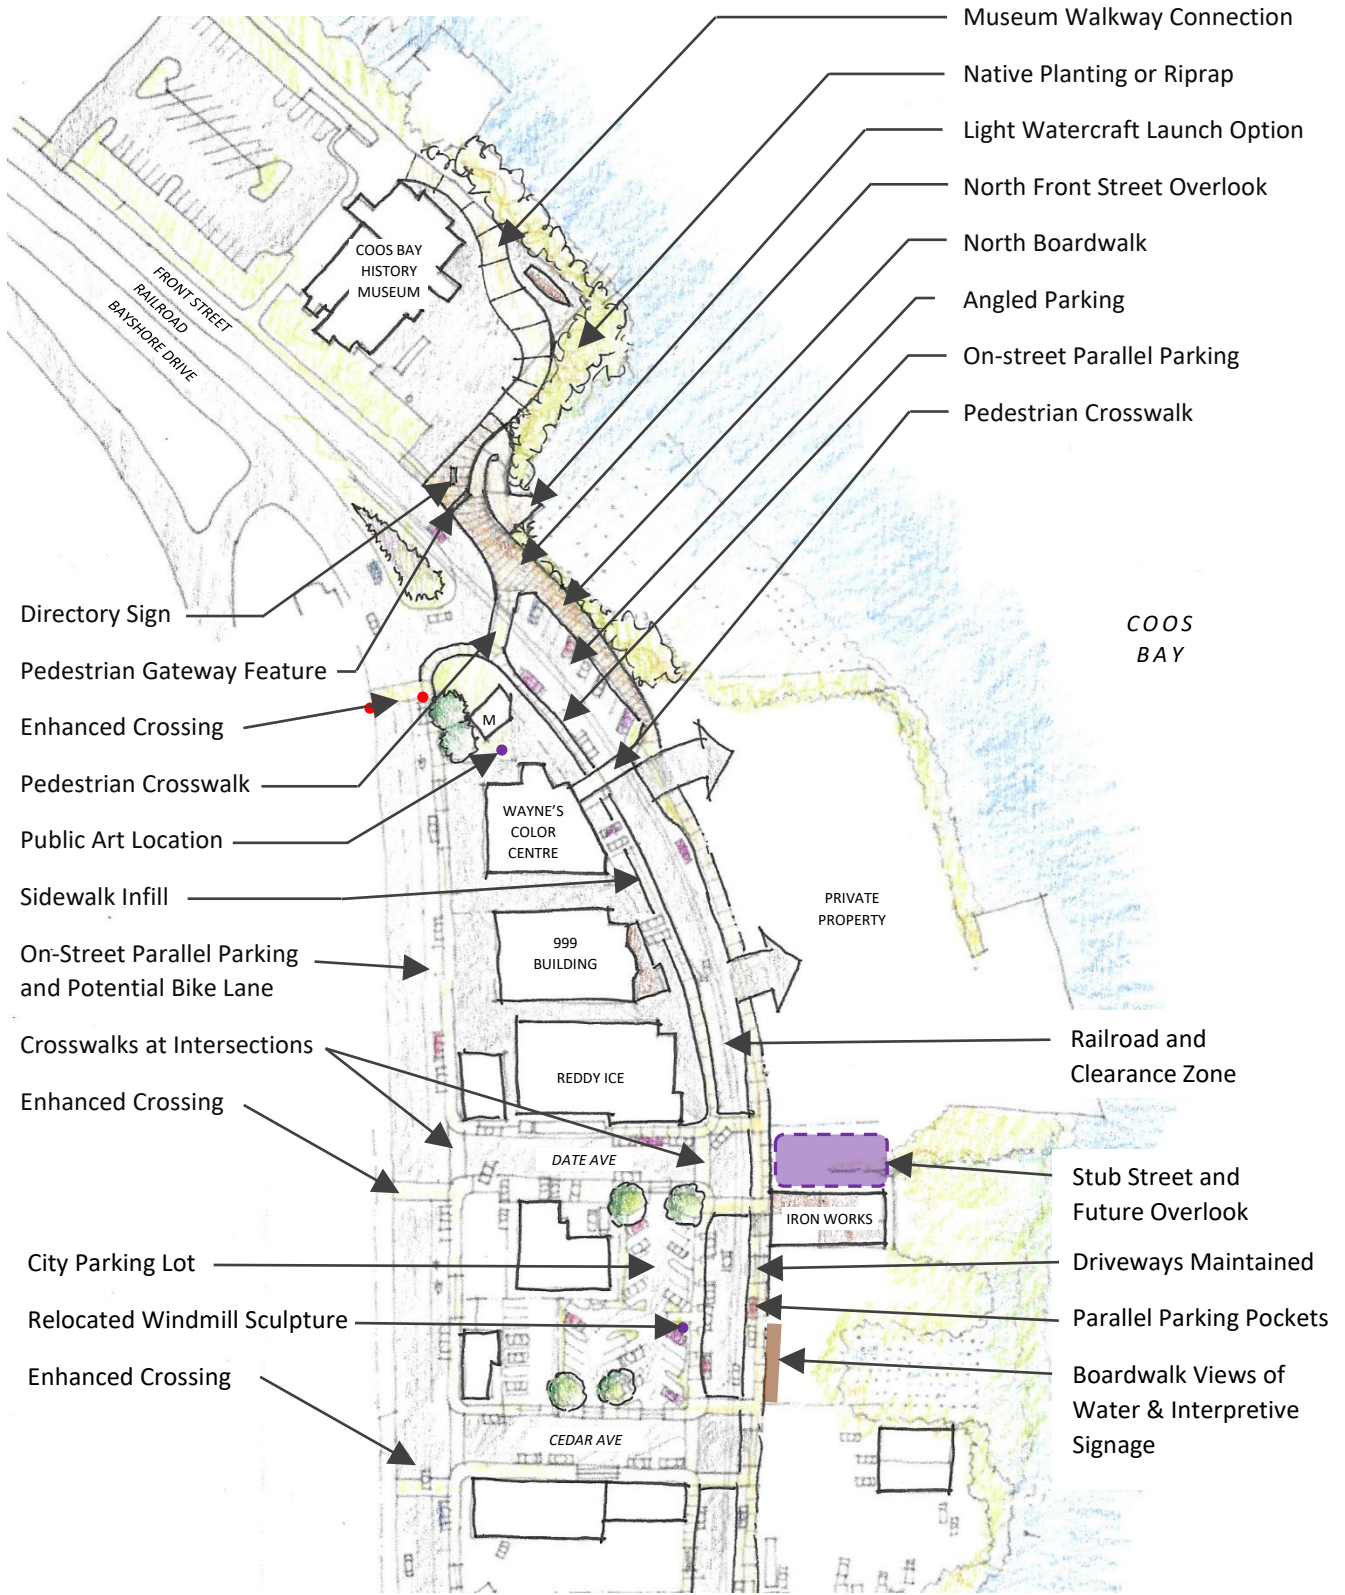 Museum Walkway Connection
Native Planting or Riprap
Light Watercraft Launch Option
North Front Street Overlook
North Boardwalk
Angled Parking
On-street Parallel Parking
Pedestrian Crosswalk
COOS BAY
HISTORY
MUSEUM
FRONT STREET
RAILROAD
BAYSHORE DRIVE
Directory Sign
Pedestrian Gateway Feature
Enhanced Crossing
Pedestrian Crosswalk
Public Art Location
Sidewalk Infill
On-Street Parallel Parking
and Potential Bike Lane
Crosswalks at Intersections
Enhanced Crossing
City Parking Lot
Relocated Windmill Sculpture
Enhanced Crossing
M
WAYNE'S
COLOR
CENTRE
999
BUILDING
REDDY ICE
DATE AVE
CEDAR AVE
IRON WORKS
PRIVATE
PROPERTY
COOS
BAY
Railroad and
Clearance Zone
Stub Street and
Future Overlook
Driveways Maintained
Parallel Parking Pockets
Boardwalk Views of
Water & Interpretive
Signage